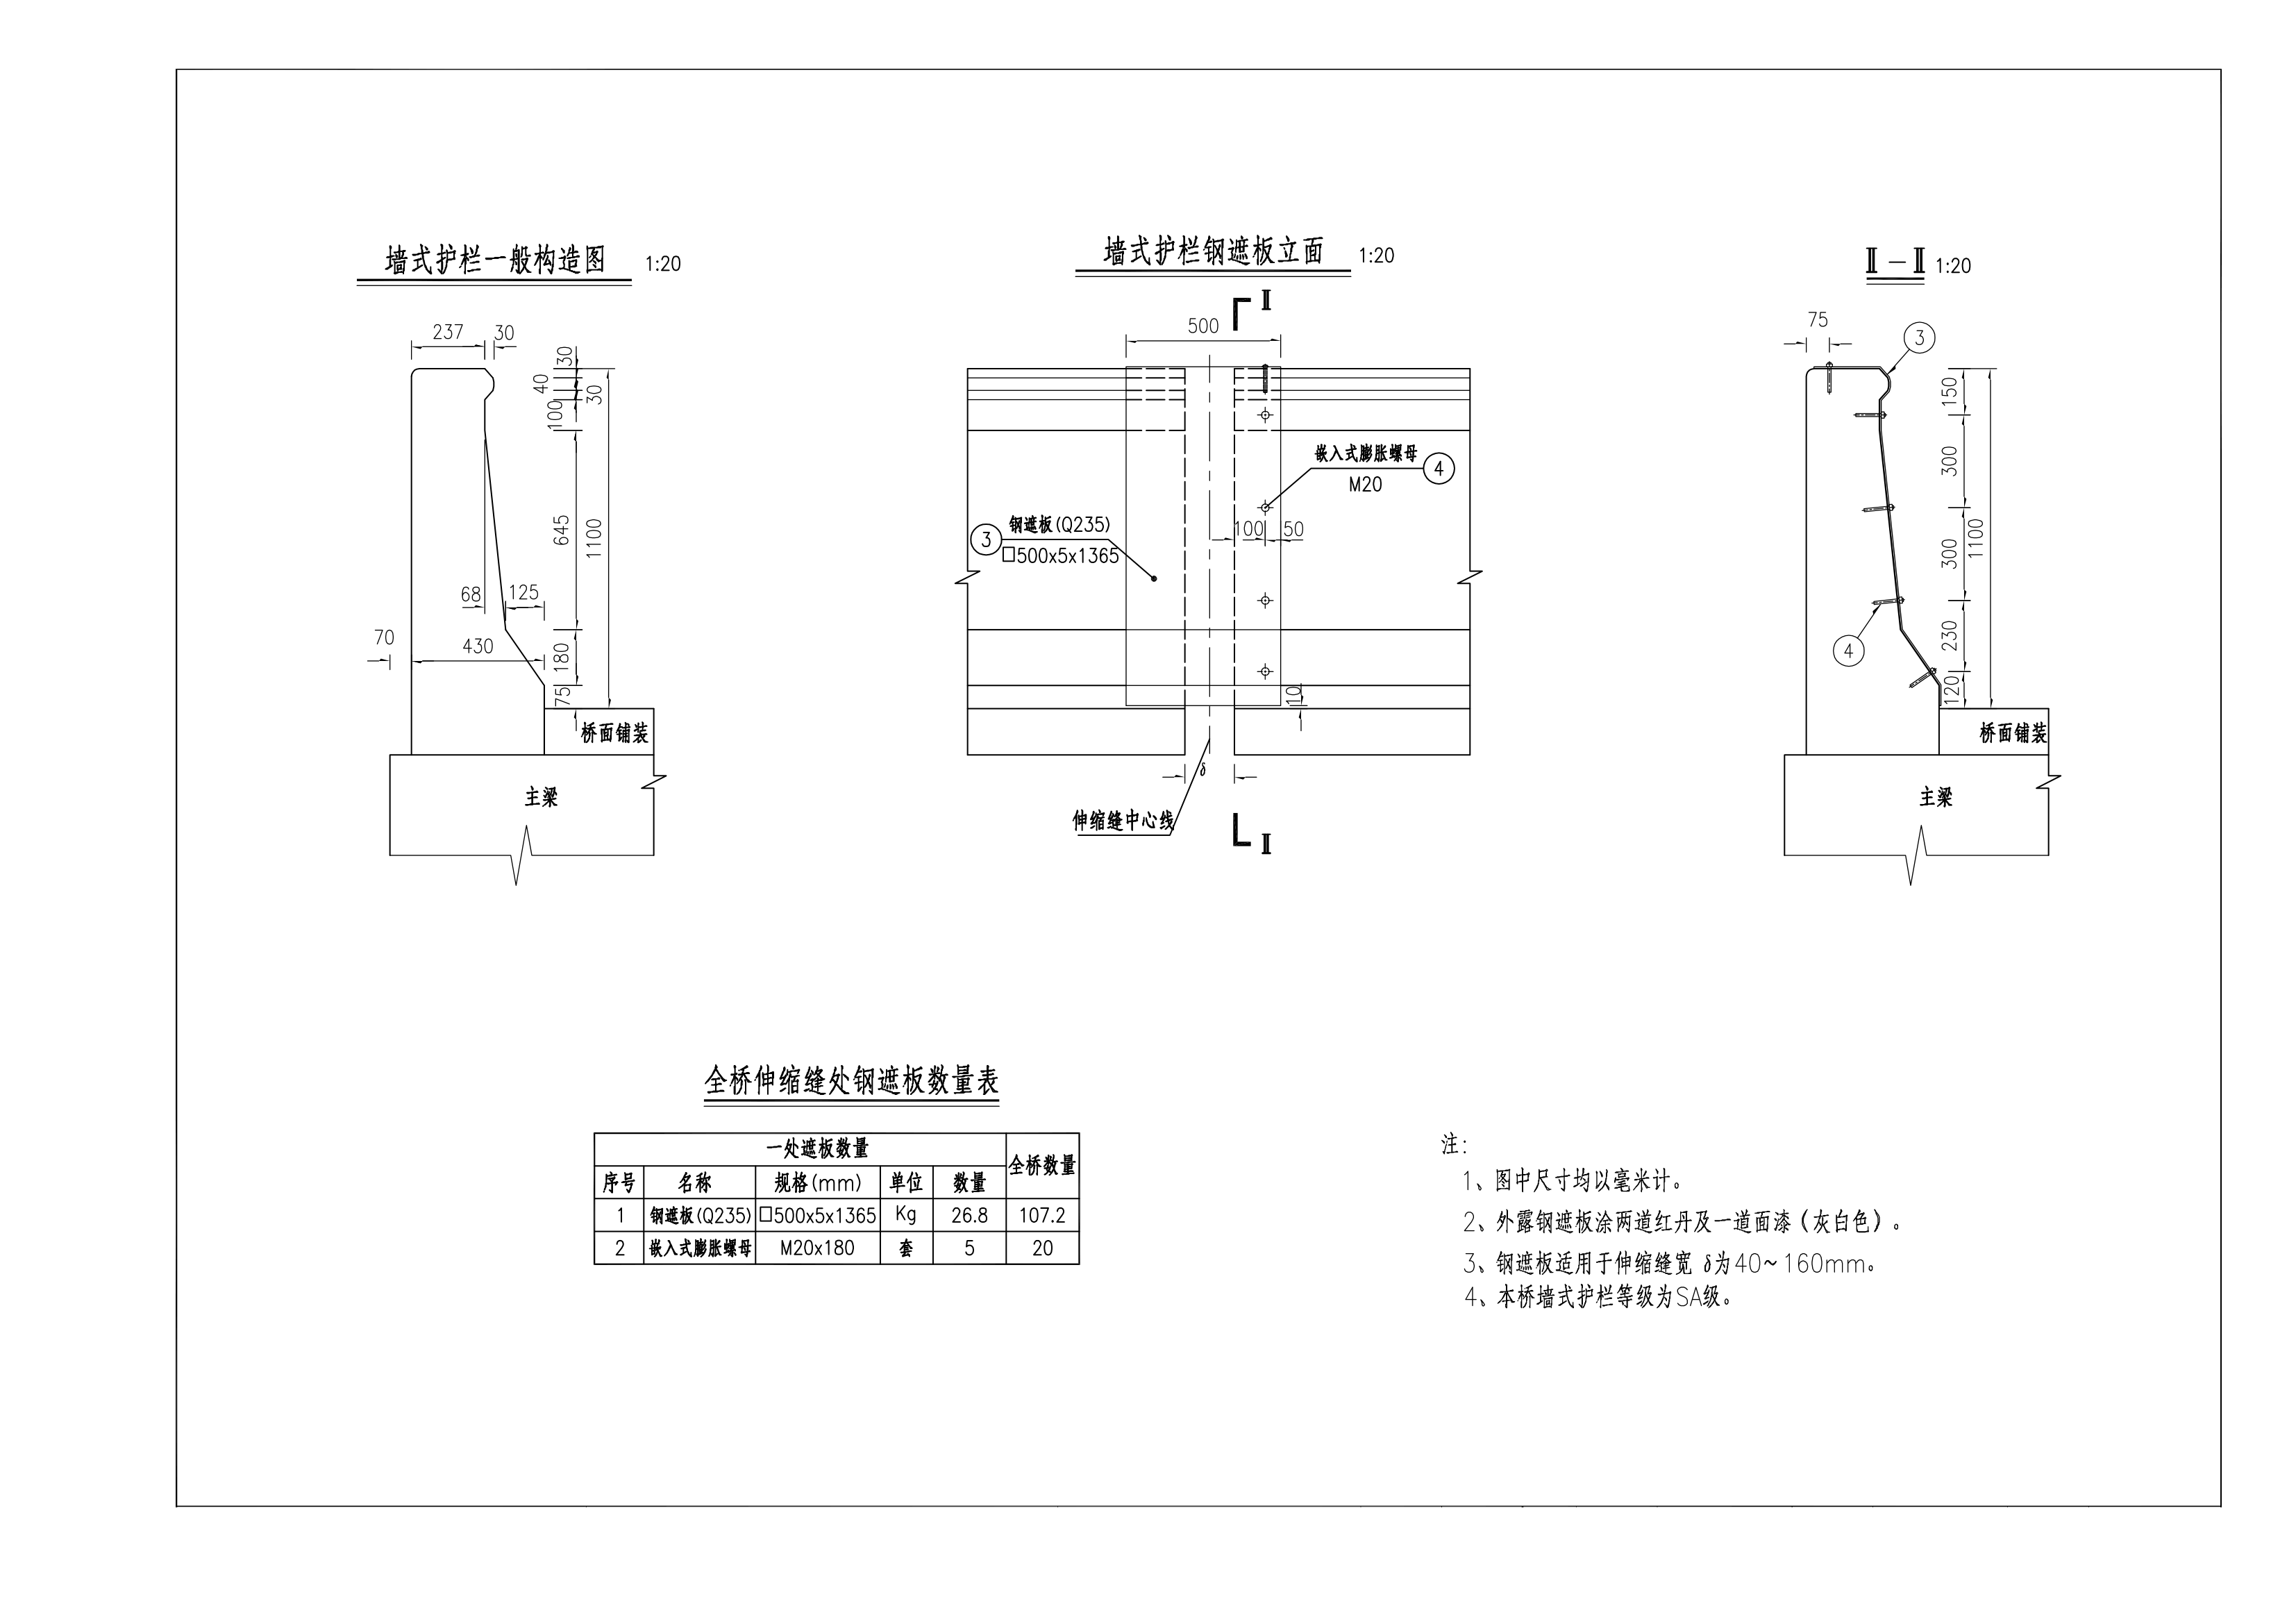 墙式护栏一般构造图 1:20
237
30
30
40
30
100
645
1100
68
125
70
430
180
75
桥面铺装
主梁
墙式护栏钢遮板立面 1:20
Ⅱ
500
嵌入式膨胀螺母
M20
4
钢遮板(Q235)
3
□500x5x1365
100
50
10
δ
伸缩缝中心线
Ⅱ
Ⅱ-Ⅱ 1:20
75
3
150
300
300
1100
230
120
4
桥面铺装
主梁
全桥伸缩缝处钢遮板数量表
一处遮板数量 全桥数量
序号 名称 规格(mm) 单位 数量
1 钢遮板(Q235) □500x5x1365 Kg 26.8 107.2
2 嵌入式膨胀螺母 M20x180 套 5 20
注:
1、图中尺寸均以毫米计。
2、外露钢遮板涂两道红丹及一道面漆(灰白色)。
3、钢遮板适用于伸缩缝宽 δ为40~160mm。
4、本桥墙式护栏等级为SA级。